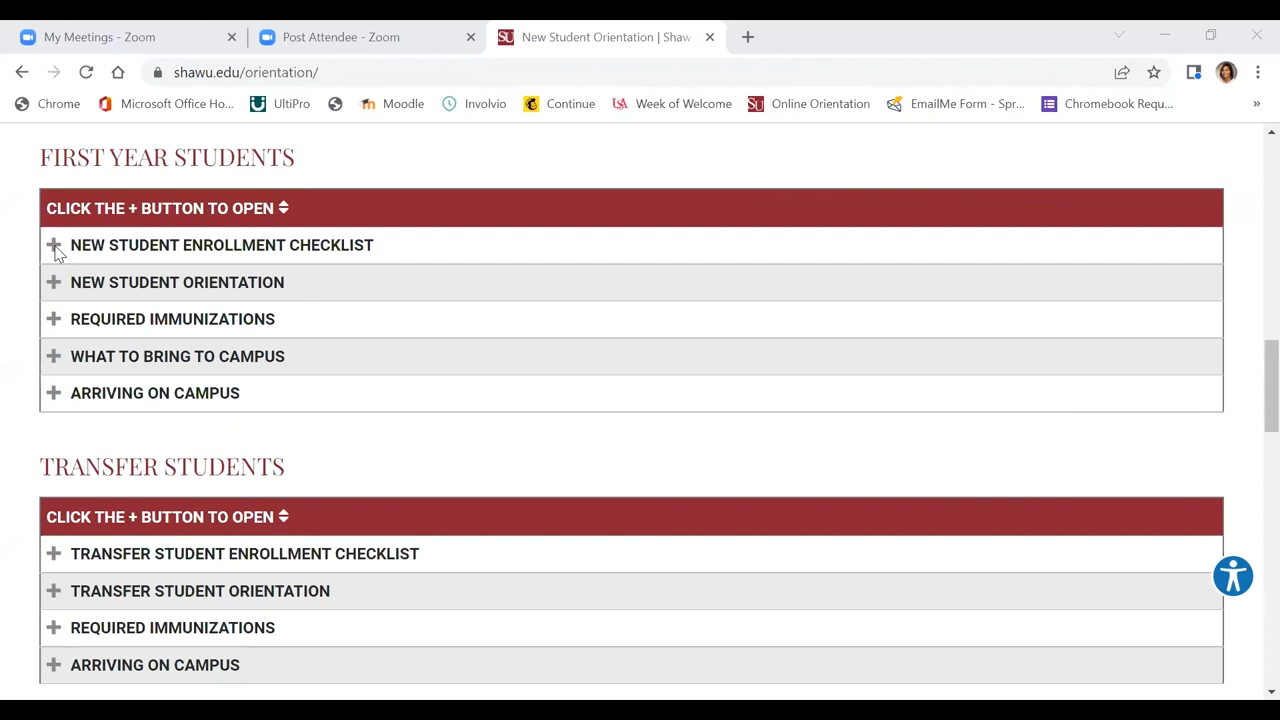 My Meetings - Zoom
Post Attendee - Zoom
SU New Student Orientation | Shaw
shawu.edu/orientation/
Chrome
Microsoft Office Ho...
UltiPro
Moodle
Involvio
Continue
USA Week of Welcome
SU Online Orientation
EmailMe Form - Spr...
Chromebook Requ...
»
FIRST YEAR STUDENTS
CLICK THE + BUTTON TO OPEN
NEW STUDENT ENROLLMENT CHECKLIST
NEW STUDENT ORIENTATION
REQUIRED IMMUNIZATIONS
WHAT TO BRING TO CAMPUS
ARRIVING ON CAMPUS
TRANSFER STUDENTS
CLICK THE + BUTTON TO OPEN
TRANSFER STUDENT ENROLLMENT CHECKLIST
TRANSFER STUDENT ORIENTATION
REQUIRED IMMUNIZATIONS
ARRIVING ON CAMPUS